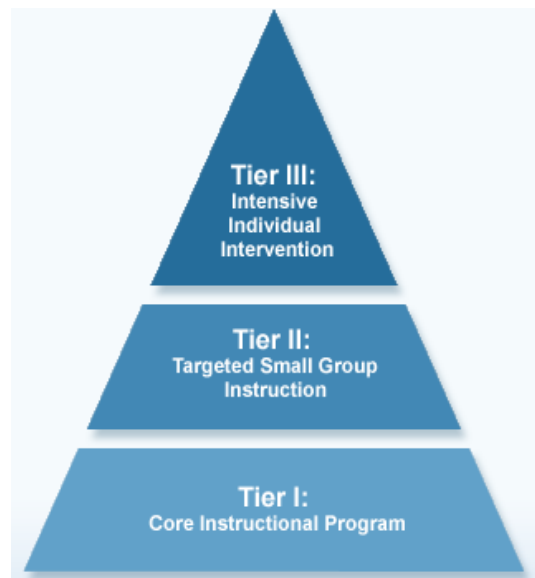 Tier III:
Intensive
Individual
Intervention
Tier II:
Targeted Small Group
Instruction
Tier I:
Core Instructional Program